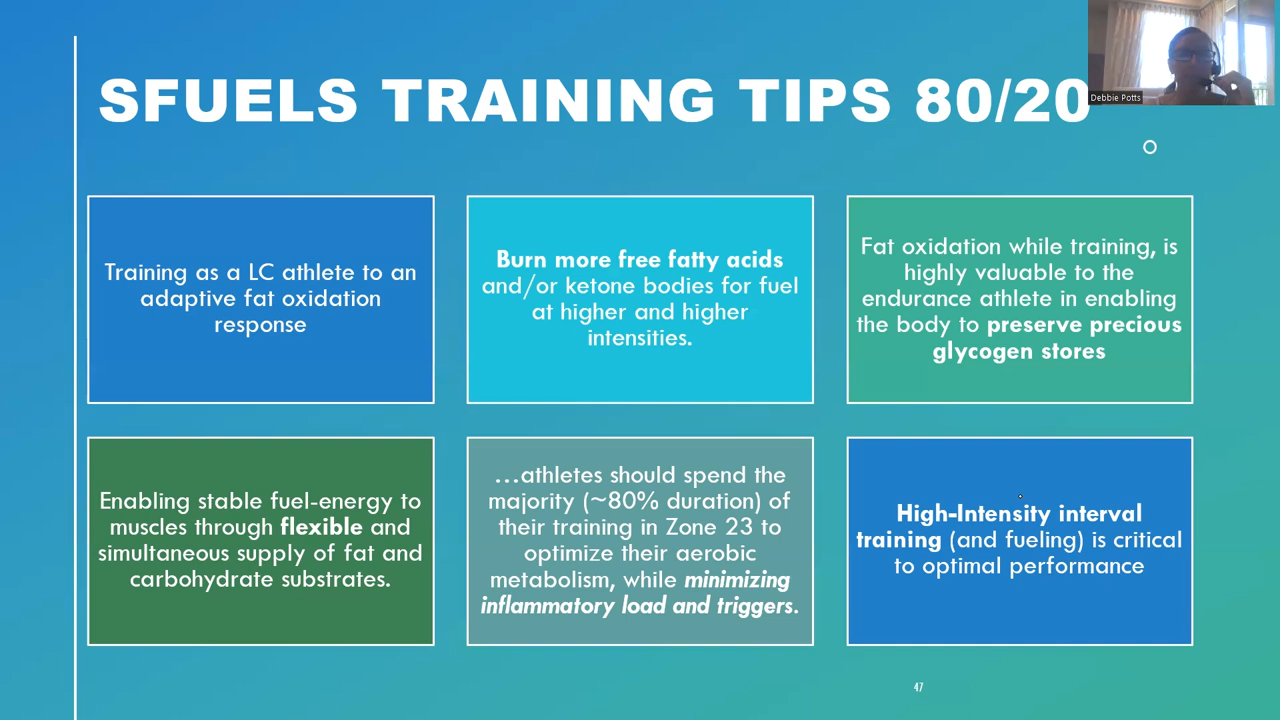 SFUELS TRAINING TIPS 80/20
Debbie Potts
Training as a LC athlete to an
adaptive fat oxidation
response
Burn more free fatty acids
and/or ketone bodies for fuel
at higher and higher
intensities.
Fat oxidation while training, is
highly valuable to the
endurance athlete in enabling
the body to preserve precious
glycogen stores
Enabling stable fuel-energy to
muscles through flexible and
simultaneous supply of fat and
carbohydrate substrates.
...athletes should spend the
majority (~80% duration) of
their training in Zone 23 to
optimize their aerobic
metabolism, while minimizing
inflammatory load and triggers.
High-Intensity interval
training (and fueling) is critical
to optimal performance
47